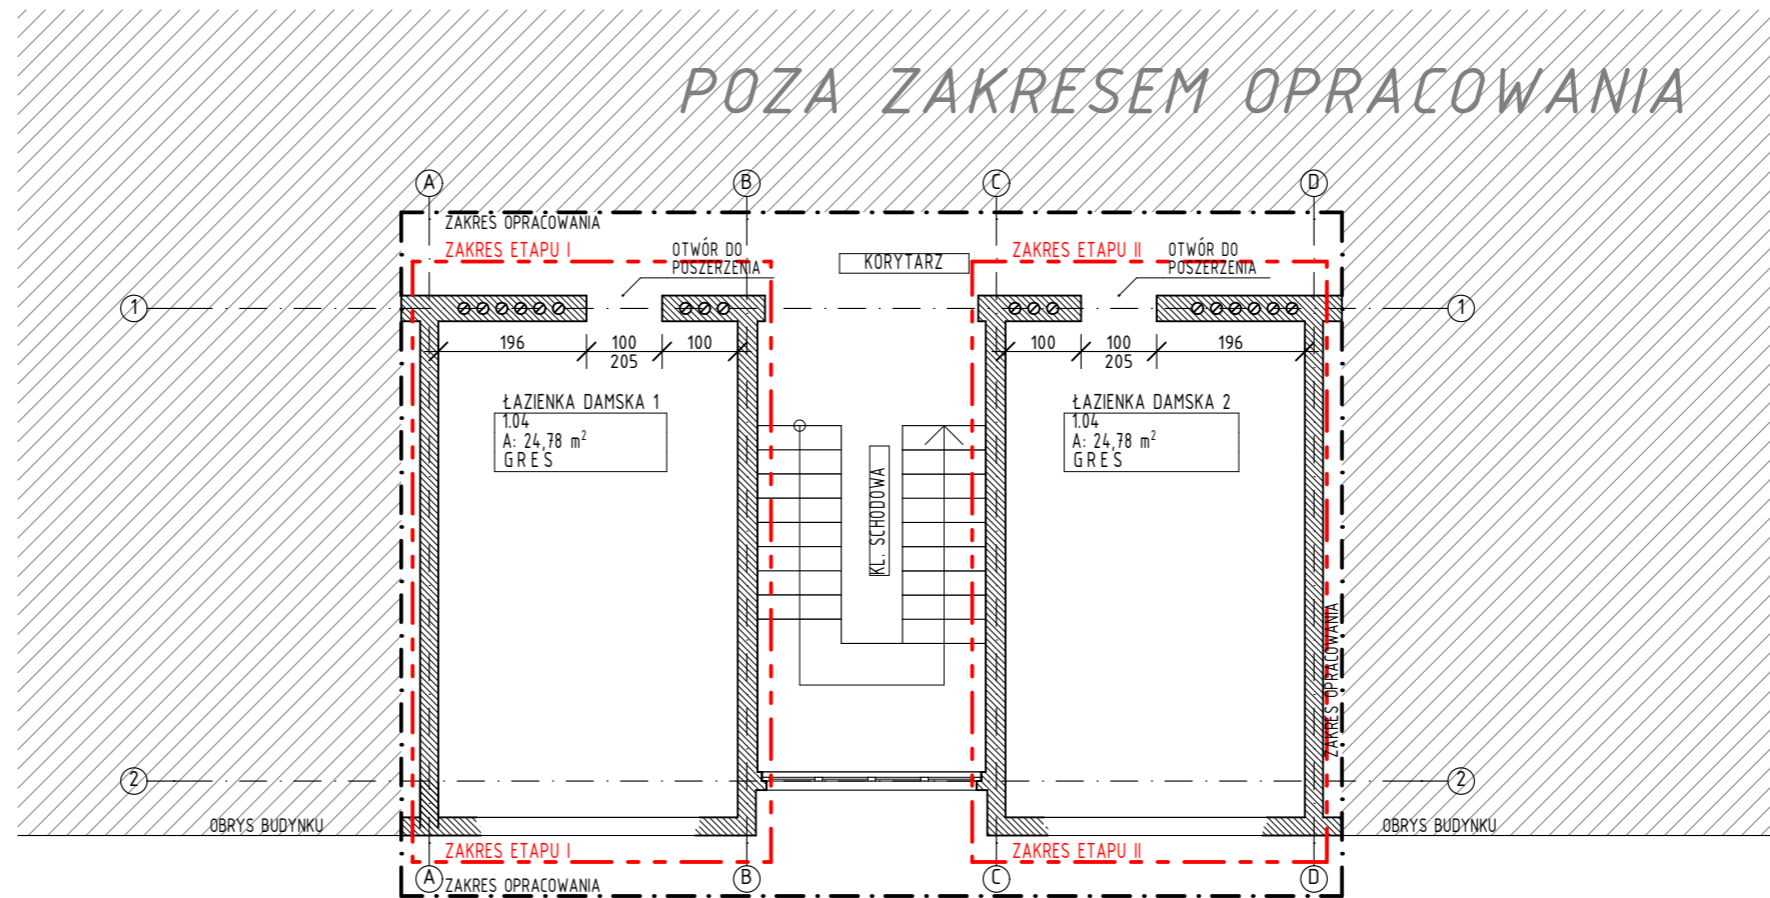 POZA ZAKRESEM OPRACOWANIA
A
B
C
D
ZAKRES OPRACOWANIA
ZAKRES ETAPU I
OTWÓR DO
POSZERZENIA
KORYTARZ
ZAKRES ETAPU II
OTWÓR DO
POSZERZENIA
1
1
196
100
205
100
100
100
205
196
ŁAZIENKA DAMSKA 1
1.04
A: 24,78 m²
GRES
KL. SCHODOWA
ŁAZIENKA DAMSKA 2
1.04
A: 24,78 m²
GRES
ZAKRES OPRACOWANIA
2
2
OBRYS BUDYNKU
OBRYS BUDYNKU
ZAKRES ETAPU I
ZAKRES ETAPU II
A
ZAKRES OPRACOWANIA
B
C
D